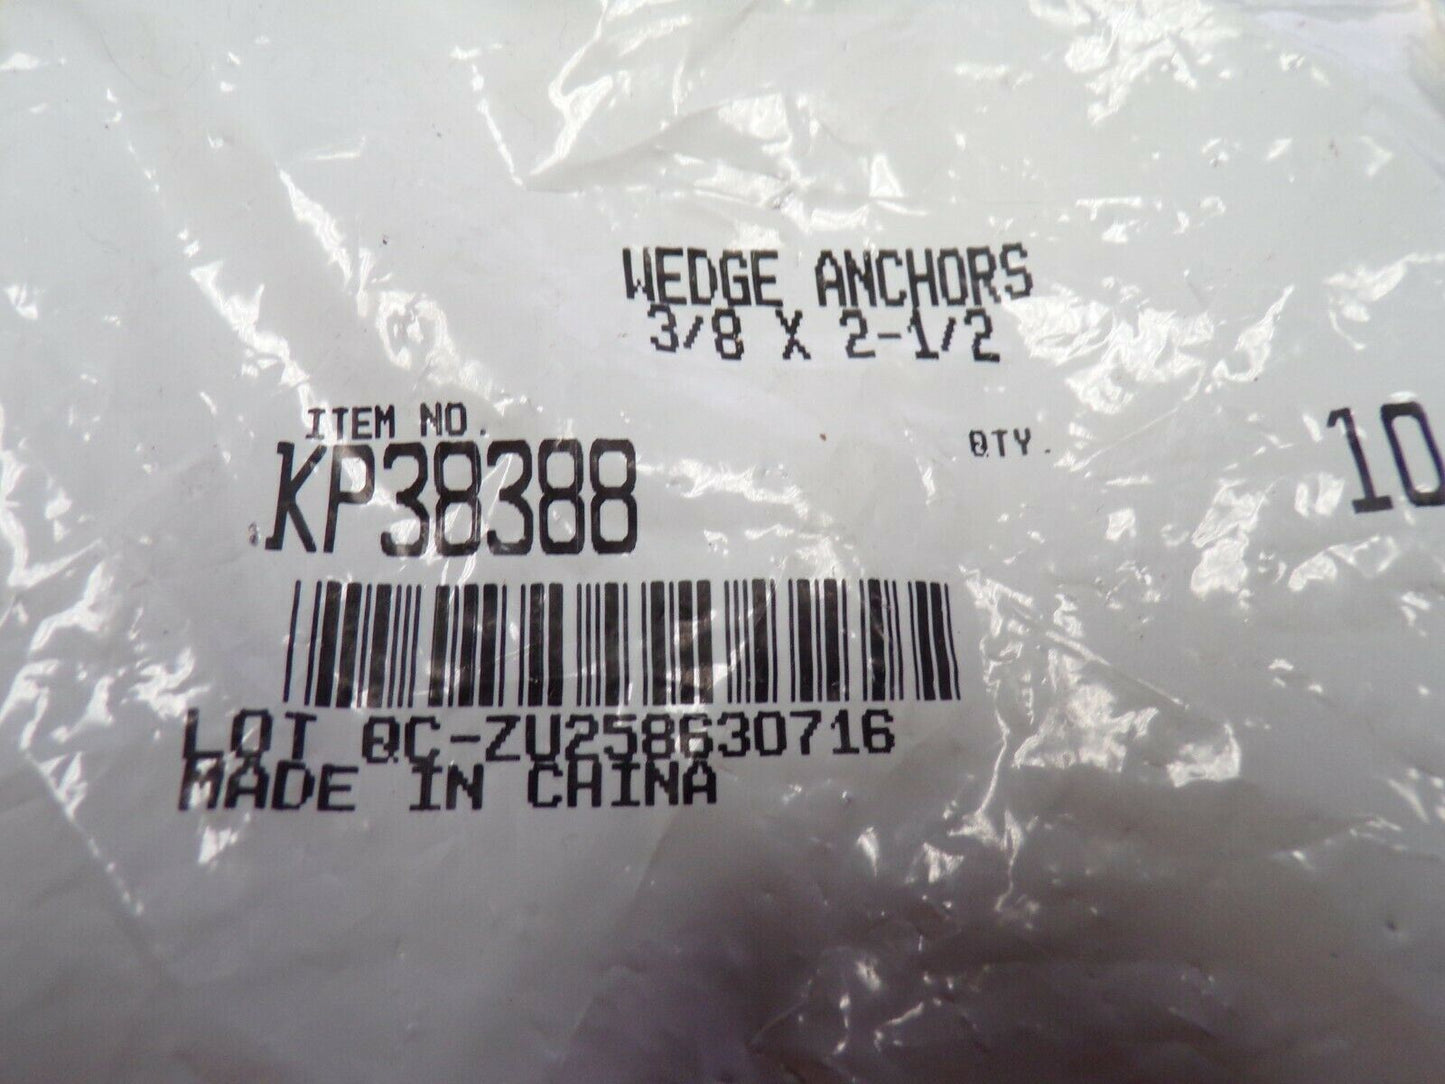 WEDGE ANCHORS
3/8 X 2-1/2
ITEM NO.
QTY.
KP38388
10
LOT QC-ZU258630716
MADE IN CHINA